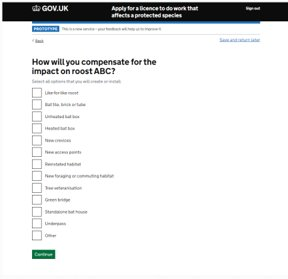 GOV.UK
Apply for a licence to do work that
affects a protected species
Sign out
PROTOTYPE This is a new service – your feedback will help us to improve it.
Back
Save and return later
How will you compensate for the
impact on roost ABC?
Select all options that you will create or install.
Like for like roost
Bat tile, brick or tube
Unheated bat box
Heated bat box
New crevices
New access points
Reinstated habitat
New foraging or commuting habitat
Tree veteranisation
Green bridge
Standalone bat house
Underpass
Other
Continue